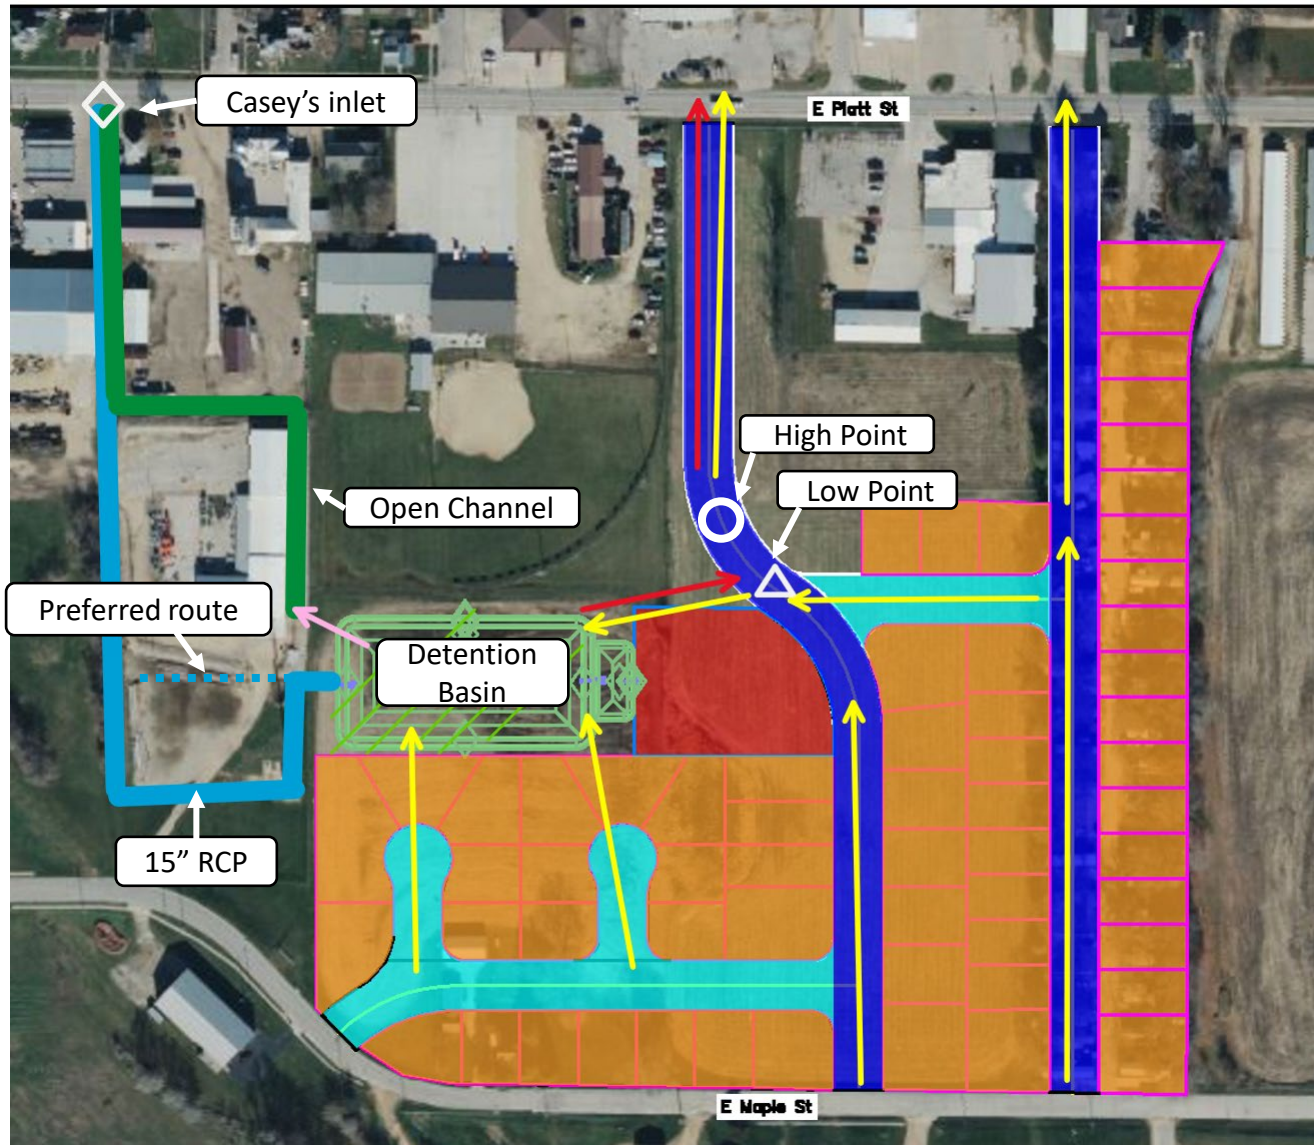 Casey’s inlet
E Platt St
High Point
Low Point
Open Channel
Preferred route
Detention
Basin
15” RCP
E Maple St